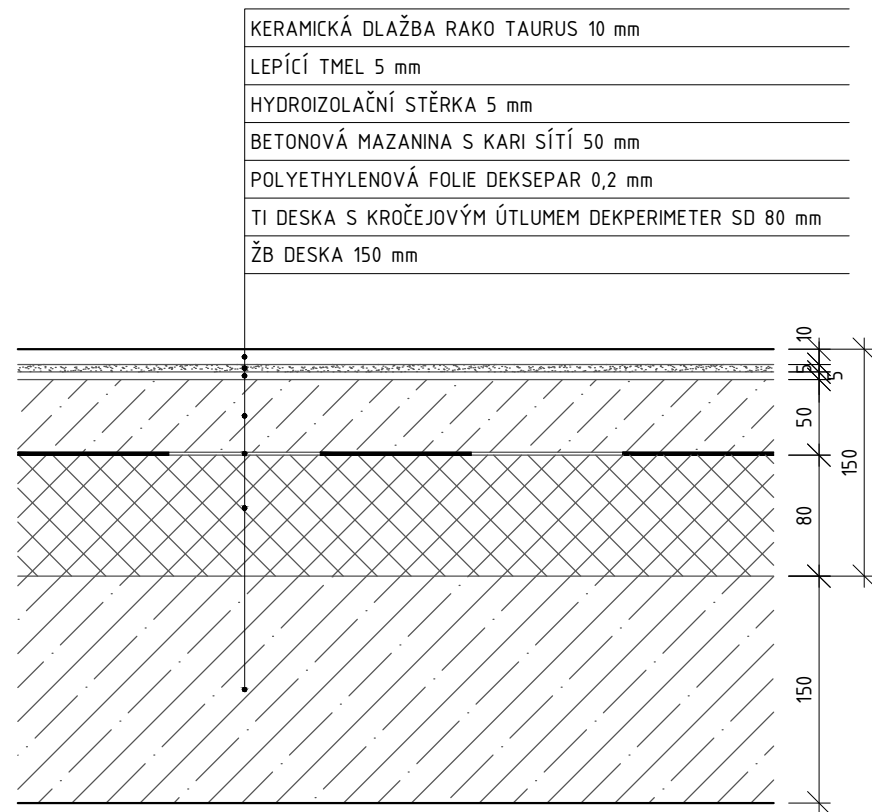 KERAMICKÁ DLAŽBA RAKO TAURUS 10 mm
LEPÍCÍ TMEL 5 mm
HYDROIZOLAČNÍ STĚRKA 5 mm
BETONOVÁ MAZANINA S KARI SÍTÍ 50 mm
POLYETHYLENOVÁ FOLIE DEKSEPAR 0,2 mm
TI DESKA S KROČEJOVÝM ÚTLUMEM DEKPERIMETER SD 80 mm
ŽB DESKA 150 mm
10
5
5
50
150
80
150